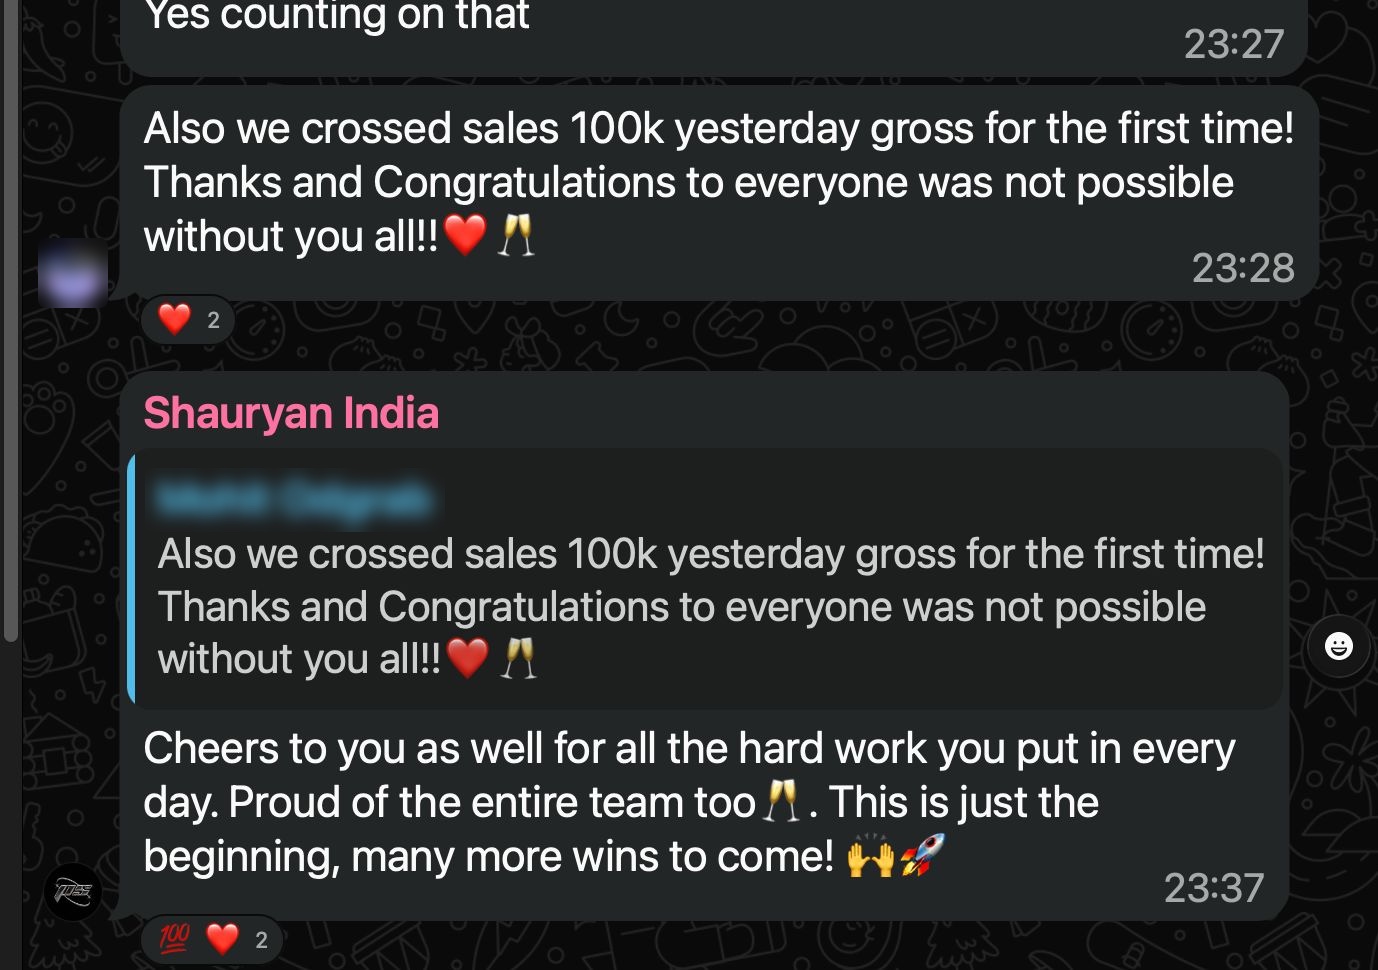 Yes counting on that
23:27
Also we crossed sales 100k yesterday gross for the first time!
Thanks and Congratulations to everyone was not possible
without you all!!❤️🥂
23:28
❤️ 2
Shauryan India
Also we crossed sales 100k yesterday gross for the first time!
Thanks and Congratulations to everyone was not possible
without you all!!❤️🥂
Cheers to you as well for all the hard work you put in every
day. Proud of the entire team too🥂. This is just the
beginning, many more wins to come! 🙌🚀
23:37
💯 ❤️ 2